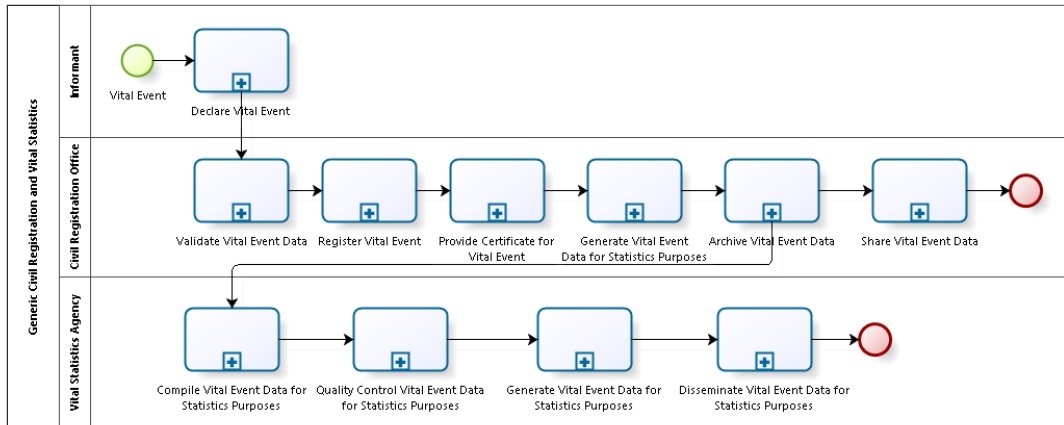 Generic Civil Registration and Vital Statistics
Informant
Vital Event
Declare Vital Event
Civil Registration Office
Validate Vital Event Data
Register Vital Event
Provide Certificate for
Vital Event
Generate Vital Event
Data for Statistics Purposes
Archive Vital Event Data
Share Vital Event Data
Vital Statistics Agency
Compile Vital Event Data for
Statistics Purposes
Quality Control Vital Event Data
for Statistics Purposes
Generate Vital Event Data for
Statistics Purposes
Disseminate Vital Event Data for
Statistics Purposes